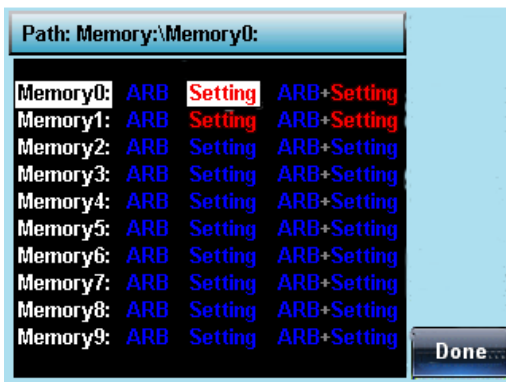 Path: Memory:\Memory0:
Memory0: ARB Setting ARB+Setting
Memory1: ARB Setting ARB+Setting
Memory2: ARB Setting ARB+Setting
Memory3: ARB Setting ARB+Setting
Memory4: ARB Setting ARB+Setting
Memory5: ARB Setting ARB+Setting
Memory6: ARB Setting ARB+Setting
Memory7: ARB Setting ARB+Setting
Memory8: ARB Setting ARB+Setting
Memory9: ARB Setting ARB+Setting
Done